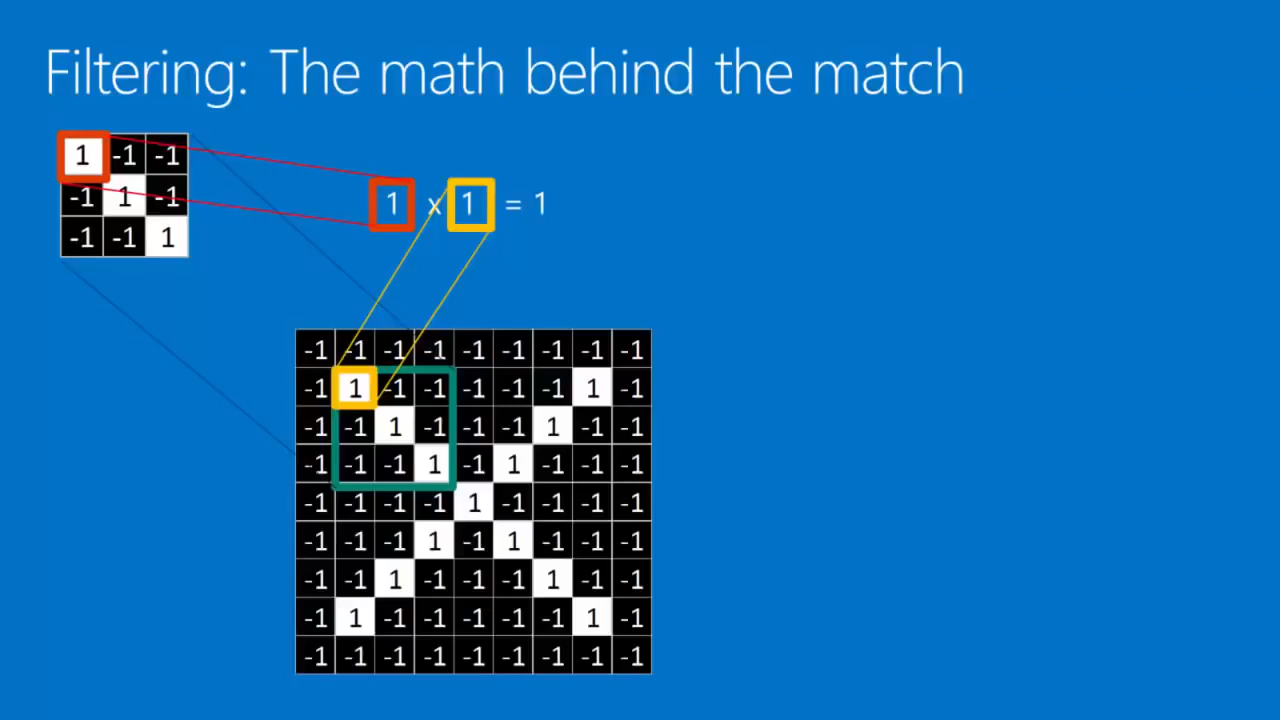 Filtering: The math behind the match
1 -1 -1
-1 1 -1
-1 -1 1
1 x 1 = 1
-1 -1 -1 -1 -1 -1 -1 -1 -1
-1 1 -1 -1 -1 -1 -1 1 -1
-1 -1 1 -1 -1 -1 1 -1 -1
-1 -1 -1 1 -1 1 -1 -1 -1
-1 -1 -1 -1 1 -1 -1 -1 -1
-1 -1 -1 1 -1 1 -1 -1 -1
-1 -1 1 -1 -1 -1 1 -1 -1
-1 1 -1 -1 -1 -1 -1 1 -1
-1 -1 -1 -1 -1 -1 -1 -1 -1